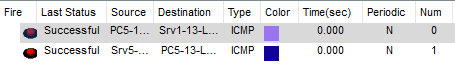 Fire Last Status Source Destination Type Color Time(sec) Periodic Num
Successful PC5-1... Srv1-13-L... ICMP 0.000 N 0
Successful Srv5-... PC5-13-L... ICMP 0.000 N 1